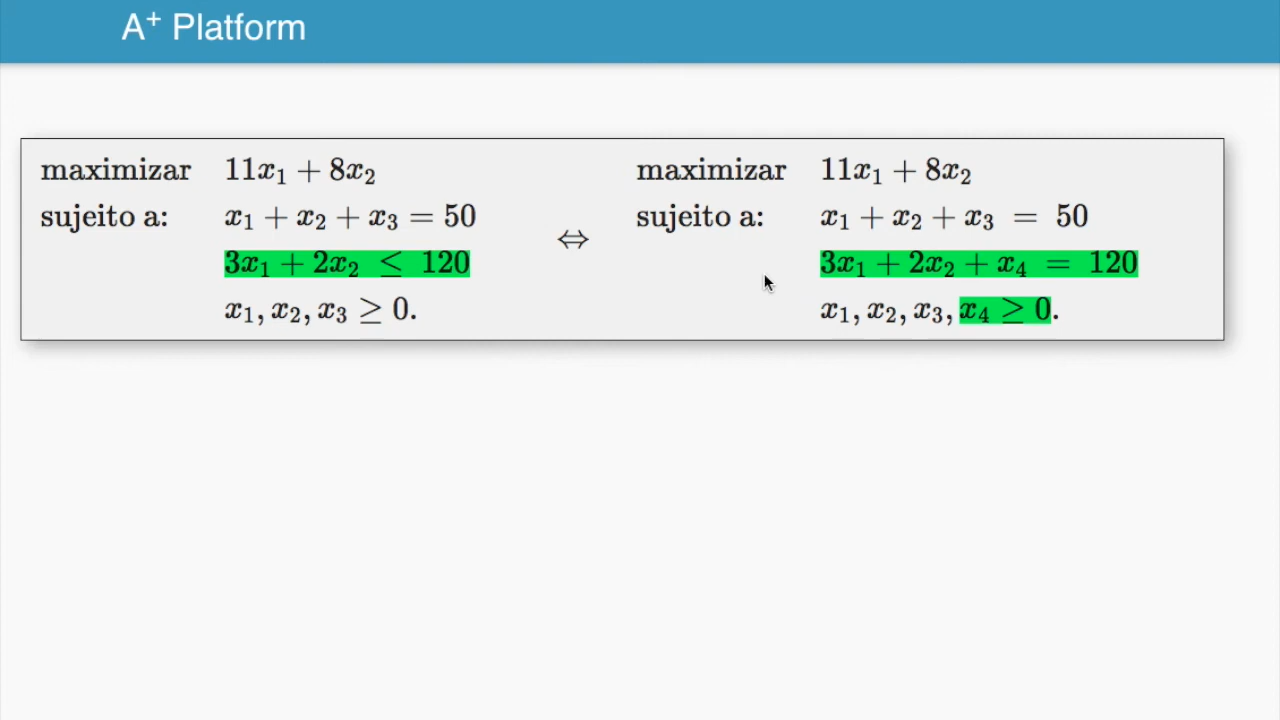 A⁺ Platform
maximizar 11x₁ + 8x₂
sujeito a: x₁ + x₂ + x₃ = 50
3x₁ + 2x₂ ≤ 120
x₁, x₂, x₃ ≥ 0.
⇔
maximizar 11x₁ + 8x₂
sujeito a: x₁ + x₂ + x₃ = 50
3x₁ + 2x₂ + x₄ = 120
x₁, x₂, x₃, x₄ ≥ 0.